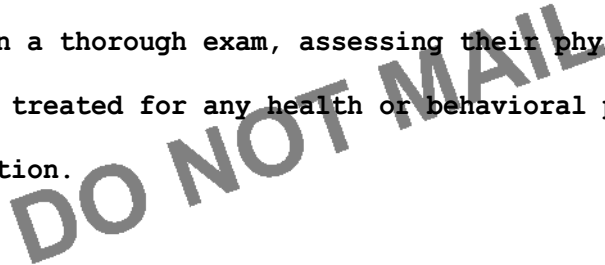 n a thorough exam, assessing their phy
treated for any health or behavioral p
tion.
DO NOT MAIL